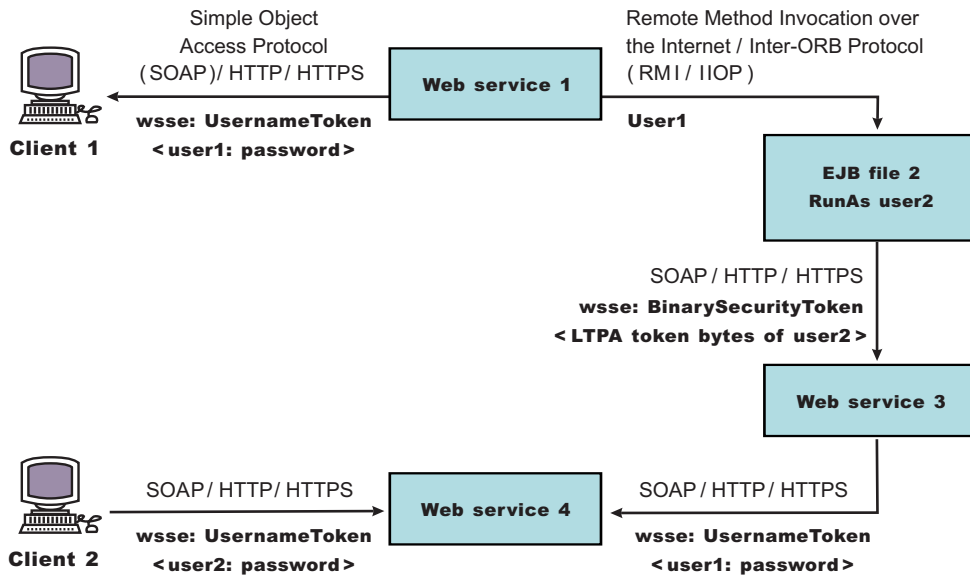 Simple Object
Access Protocol
(SOAP)/ HTTP/ HTTPS
Remote Method Invocation over
the Internet / Inter-ORB Protocol
( RMI / IIOP )
Web service 1
wsse: UsernameToken
<user1: password>
User1
Client 1
EJB file 2
RunAs user2
SOAP / HTTP / HTTPS
wsse: BinarySecurityToken
< LTPA token bytes of user2 >
Web service 3
SOAP / HTTP/ HTTPS
Web service 4
SOAP / HTTP/ HTTPS
wsse: UsernameToken
<user2: password>
wsse: UsernameToken
<user1: password>
Client 2